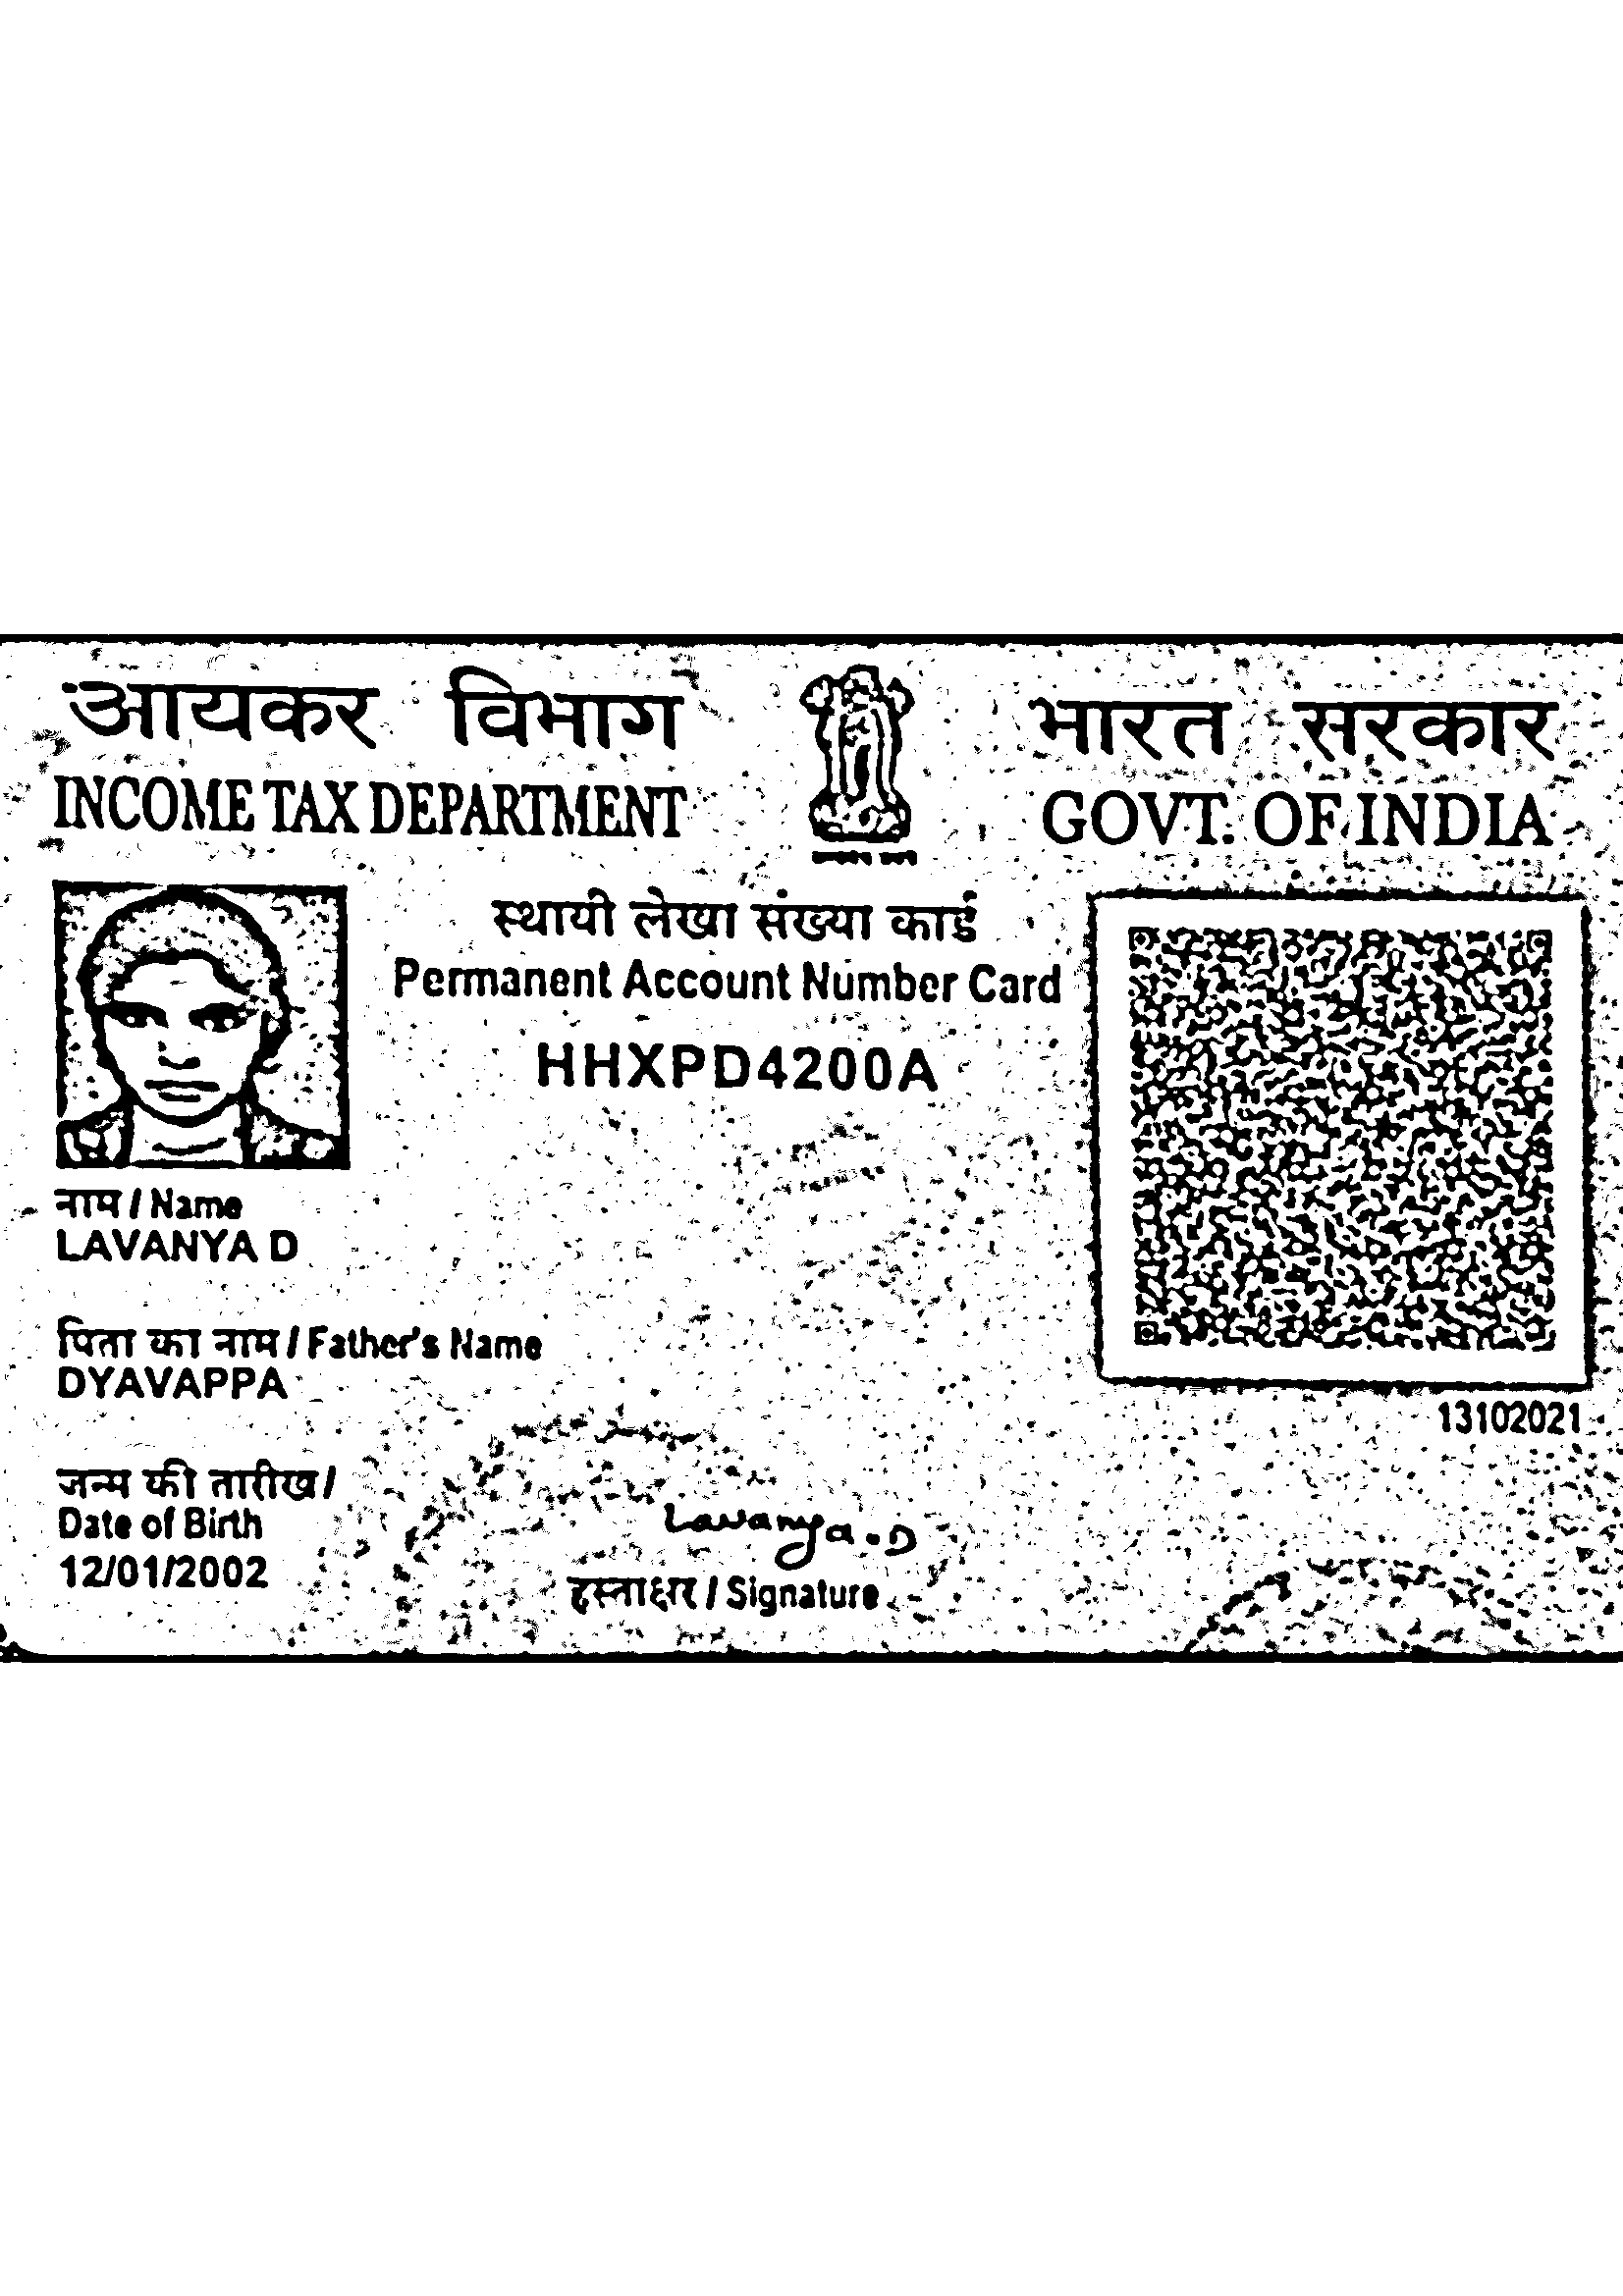 आयकर विभाग
INCOME TAX DEPARTMENT
भारत सरकार
GOVT. OF INDIA
स्थायी लेखा संख्या कार्ड
Permanent Account Number Card
HHXPD4200A
नाम / Name
LAVANYA D
पिता का नाम / Father's Name
DYAVAPPA
13102021
जन्म की तारीख /
Date of Birth
12/01/2002
Lavanya.D
हस्ताक्षर / Signature